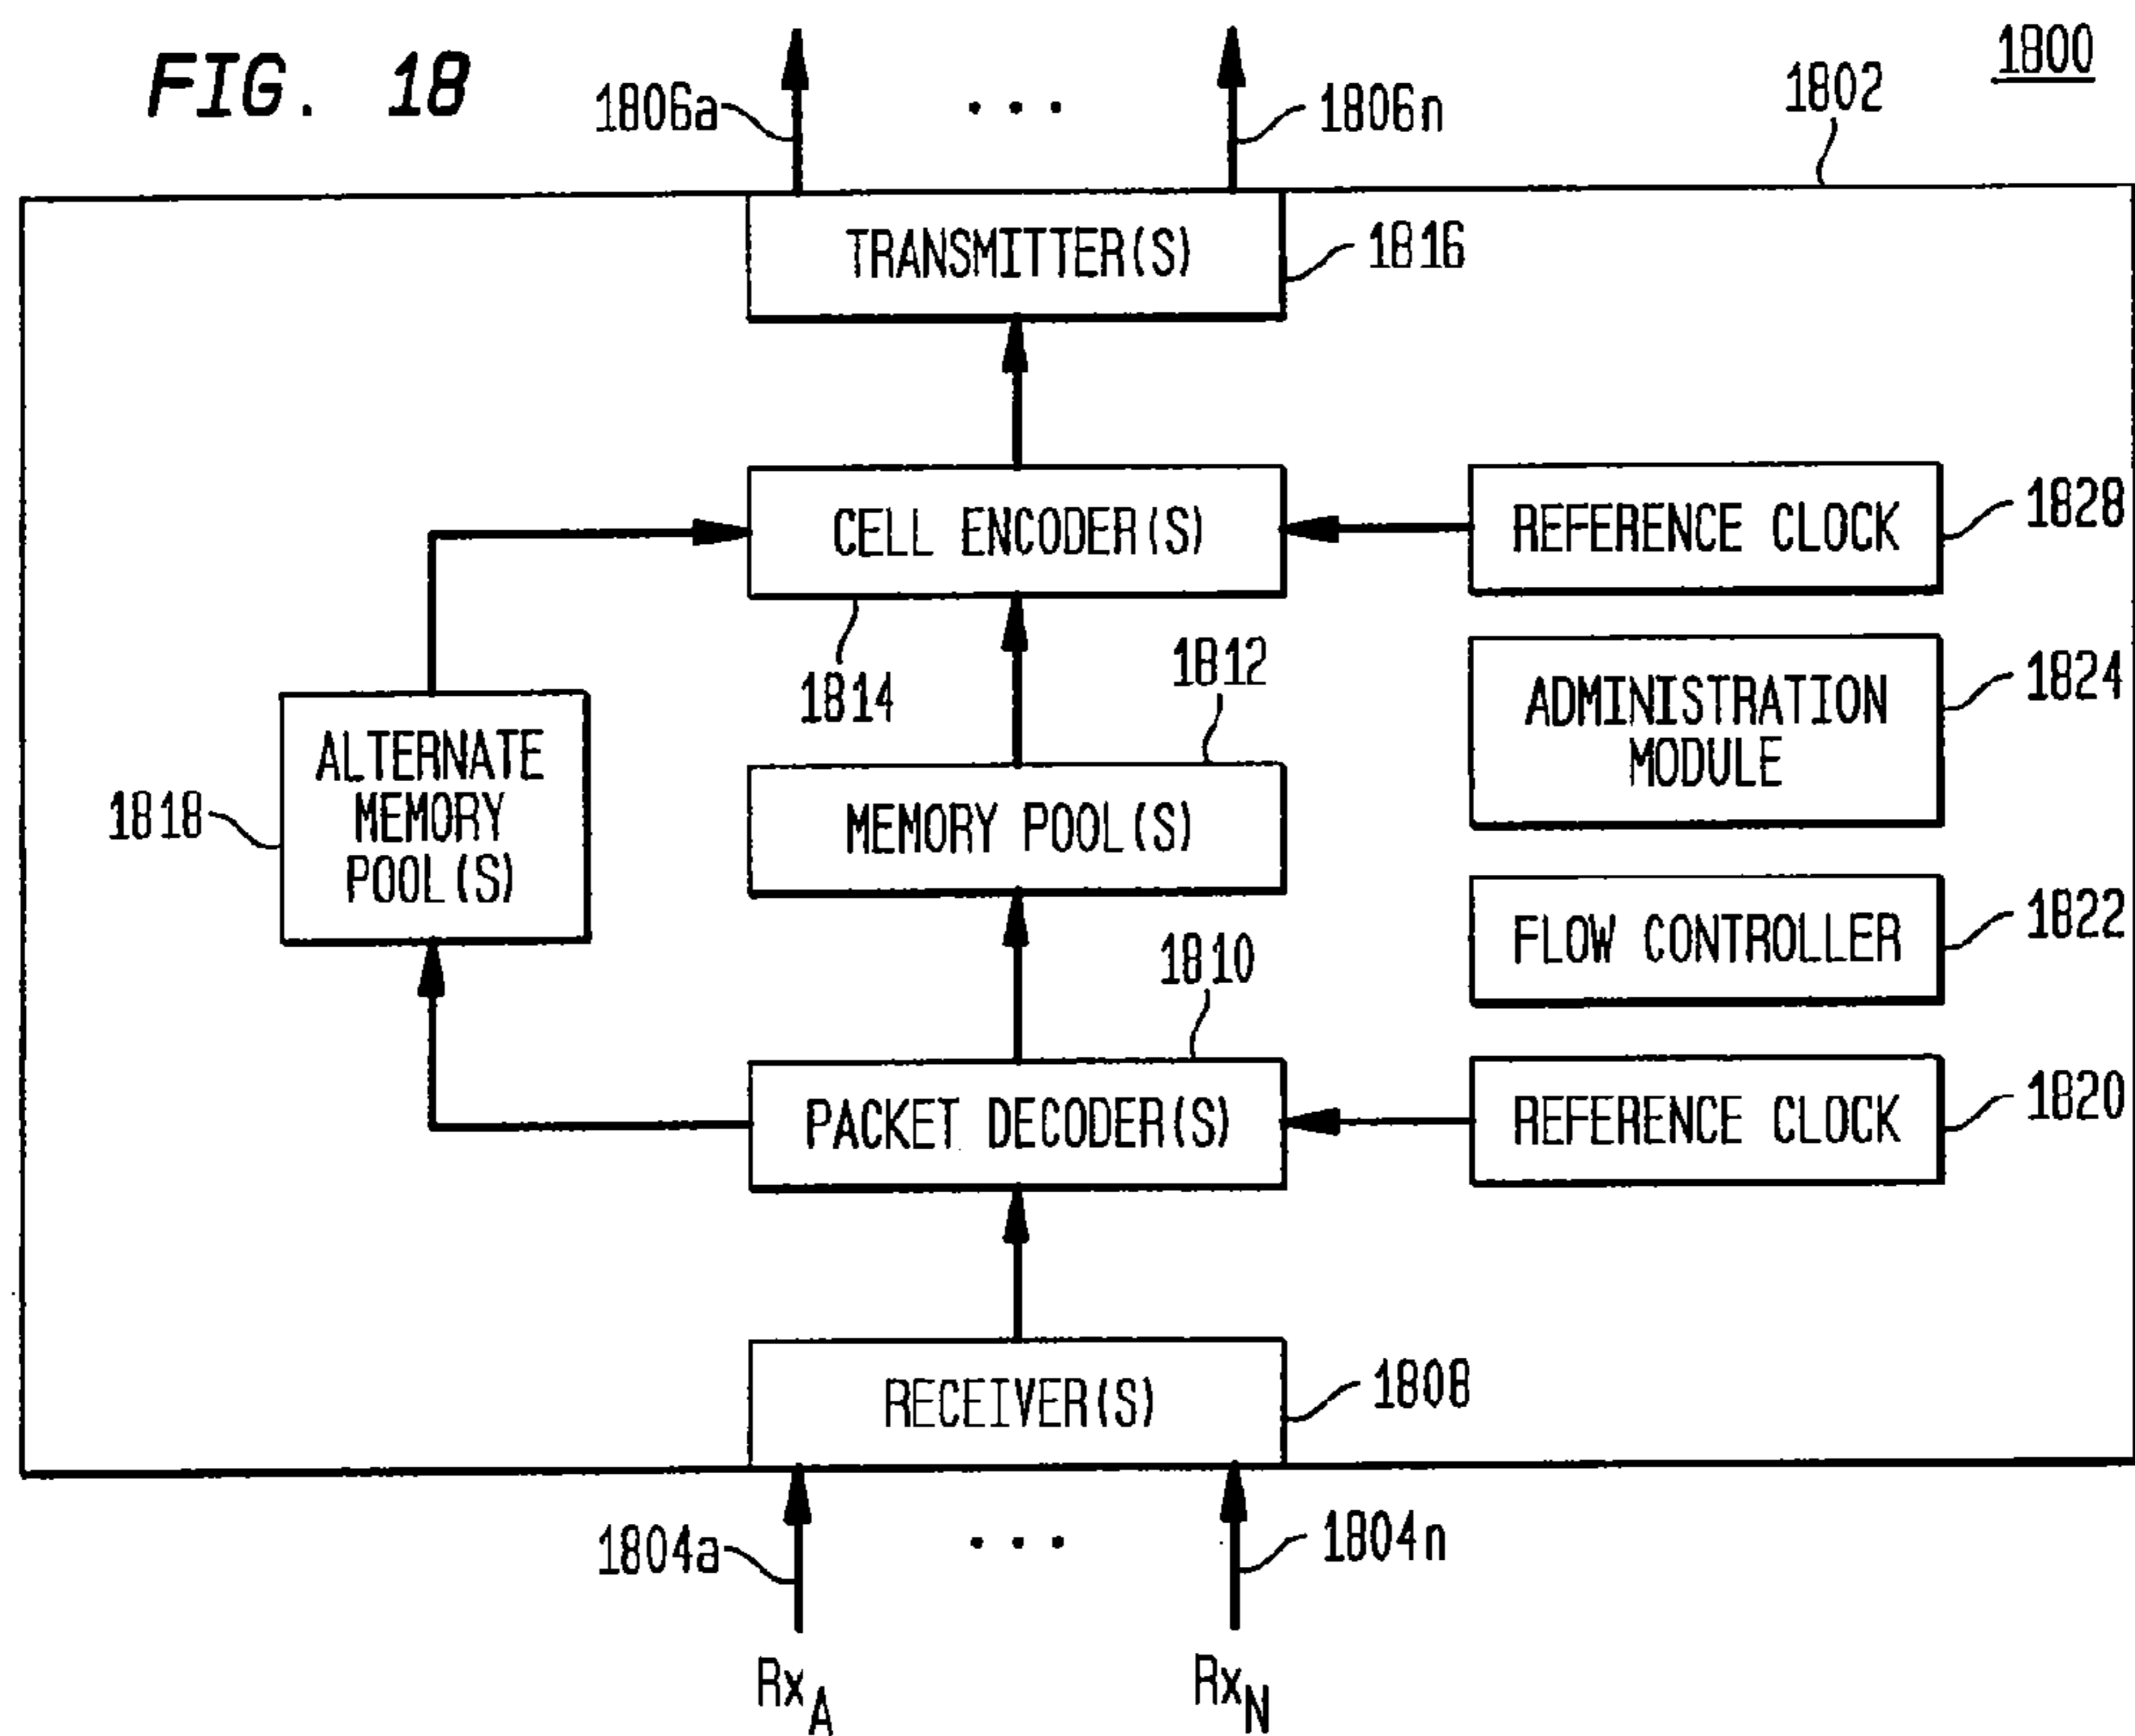 FIG. 18
1800
1802
1806a
• • •
1806n
TRANSMITTER(S)
1816
CELL ENCODER(S)
1814
REFERENCE CLOCK
1828
ADMINISTRATION
MODULE
1824
1812
ALTERNATE
MEMORY
POOL(S)
1818
MEMORY POOL(S)
FLOW CONTROLLER
1822
1810
PACKET DECODER(S)
REFERENCE CLOCK
1820
RECEIVER(S)
1808
1804a
• • •
1804n
RxA
RxN